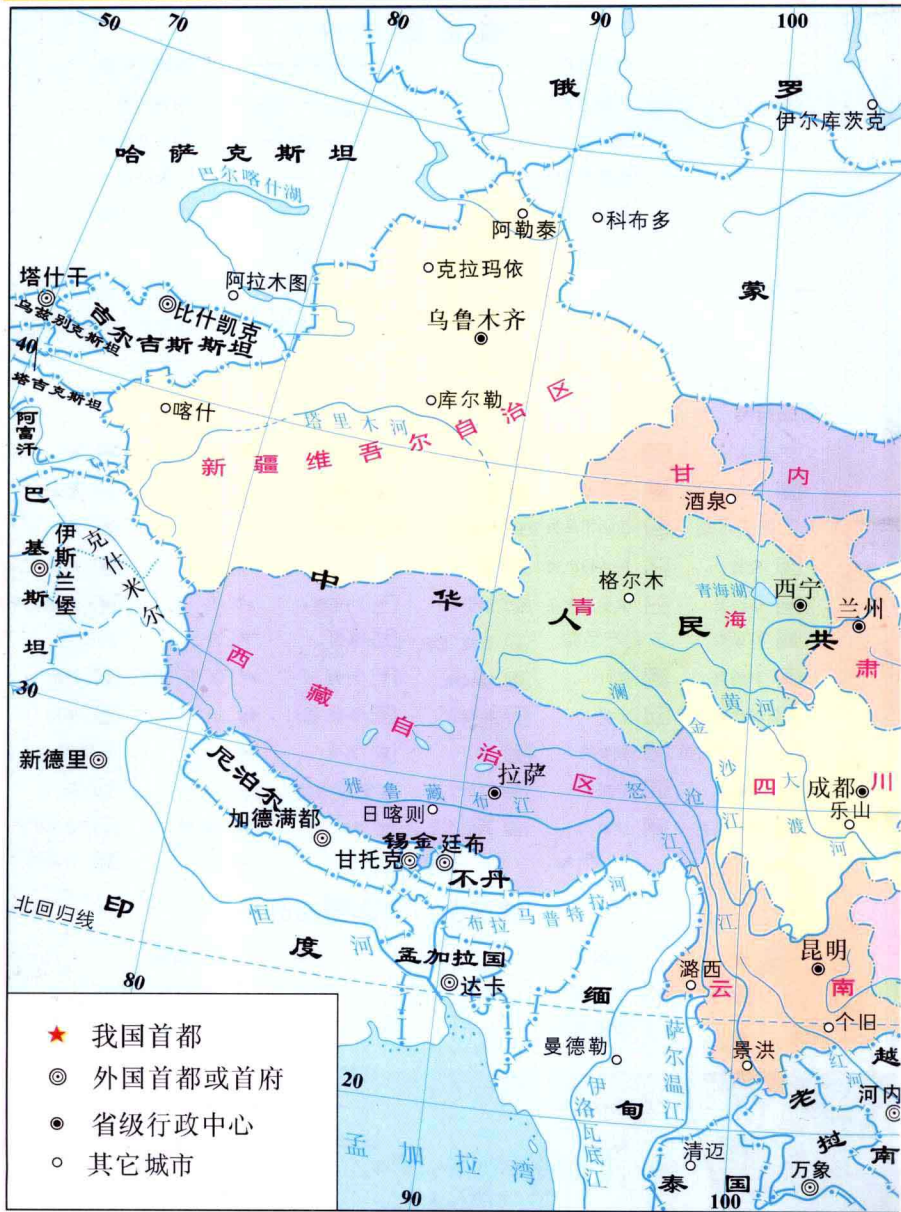 50
70
80
90
100
俄罗
伊尔库茨克
哈萨克斯坦
巴尔喀什湖
阿勒泰
科布多
塔什干
阿拉木图
克拉玛依
蒙
乌兹别克斯坦
吉尔吉斯斯坦
比什凯克
乌鲁木齐
40
塔吉克斯坦
喀什
库尔勒
阿富汗
塔里木河
新疆维吾尔自治区
甘
内
酒泉
巴基斯坦
伊斯兰堡
克什米尔
中华
人民共
格尔木
青海湖
西宁
青海
兰州
肃
西藏自治区
30
澜沧江
黄河
金沙江
新德里
尼泊尔
雅鲁藏布江
拉萨
怒江
四川
成都
大渡河
乐山
加德满都
日喀则
锡金
廷布
甘托克
不丹
北回归线
印度
恒河
布拉马普特拉河
孟加拉国
达卡
缅甸
潞西
昆明
云南
个旧
80
曼德勒
萨尔温江
景洪
红河
越南
河内
20
伊洛瓦底江
老挝
孟加拉湾
清迈
泰国
万象
90
100
我国首都
外国首都或首府
省级行政中心
其它城市